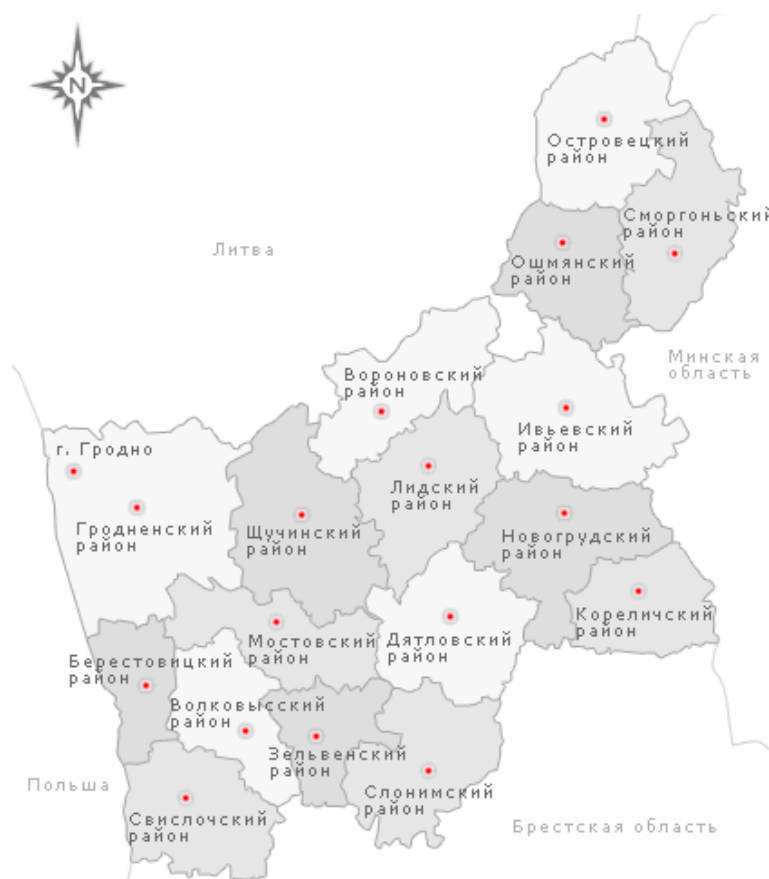 N
Островецкий
район
Сморгоньский
район
Литва
Ошмянский
район
Минская
область
Вороновский
район
Ивьевский
район
г. Гродно
Лидский
район
Гродненский
район
Щучинский
район
Новогрудский
район
Кореличский
район
Мостовский
район
Дятловский
район
Берестовицкий
район
Волковысский
район
Зельвенский
район
Польша
Слонимский
район
Свислочский
район
Брестская область